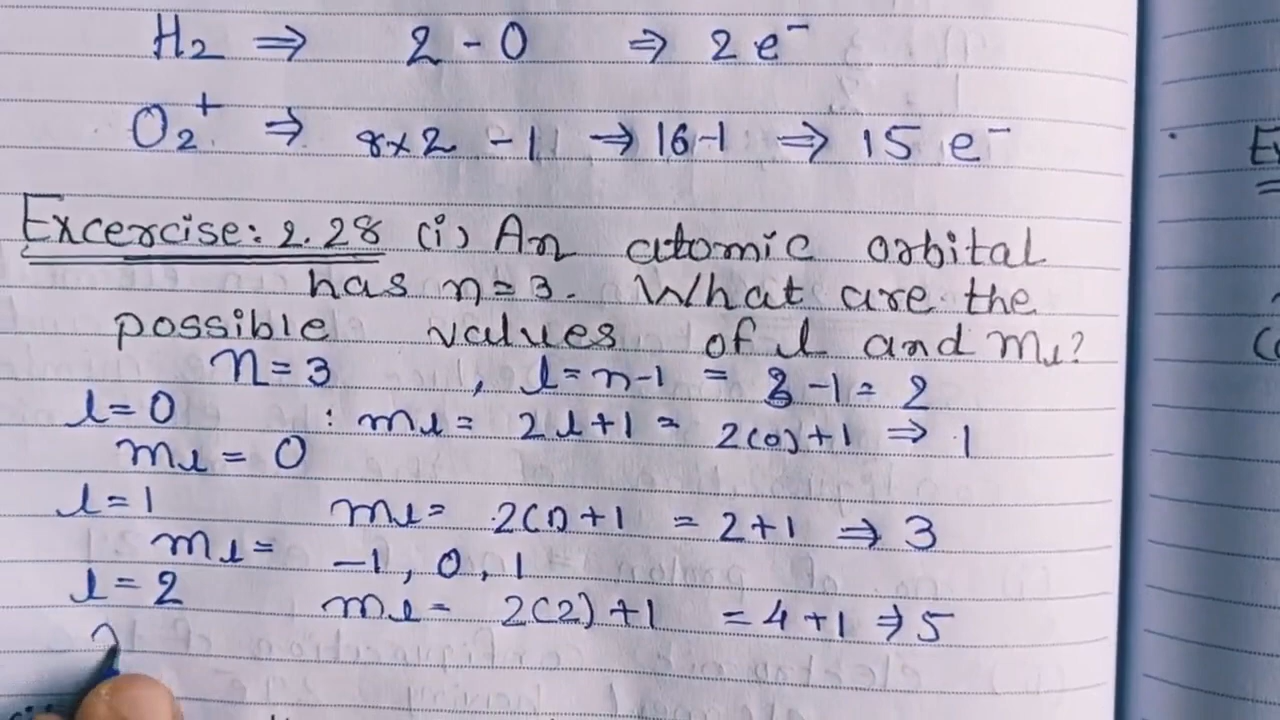 H₂ ⇒ 2 - 0 ⇒ 2 e⁻
O₂⁺ ⇒ 8×2 - 1 ⇒ 16-1 ⇒ 15 e⁻
Excercise: 2.28 (i) An atomic orbital
has n=3. What are the
possible values of l and mₗ?
n = 3 , l = n-1 = 3 -1 = 2
l = 0 : mₗ = 2l+1 = 2(0)+1 ⇒ 1
mₗ = 0
l = 1 mₗ = 2(1)+1 = 2+1 ⇒ 3
mₗ = -1, 0, 1
l = 2 mₗ = 2(2)+1 = 4+1 ⇒ 5